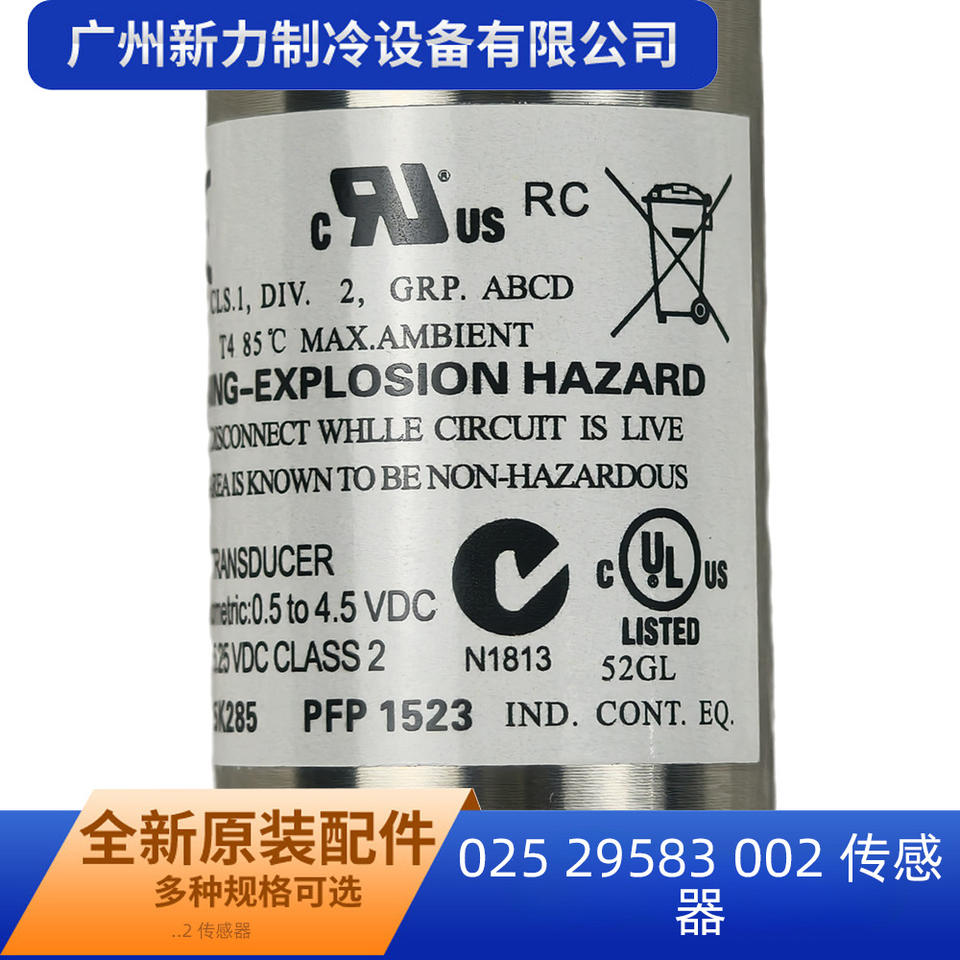 广州新力制冷设备有限公司
c RU ® US RC
CLS.1, DIV. 2, GRP. ABCD
T4 85℃ MAX.AMBIENT
NG-EXPLOSION HAZARD
DISCONNECT WHLLE CIRCUIT IS LIVE
AREA IS KNOWN TO BE NON-HAZARDOUS
TRANSDUCER
ometric:0.5 to 4.5 VDC
5.25 VDC CLASS 2
N1813
C UL US
LISTED
52GL
5K285 PFP 1523 IND. CONT. EQ.
全新原装配件
多种规格可选
..2 传感器
025 29583 002 传感
器